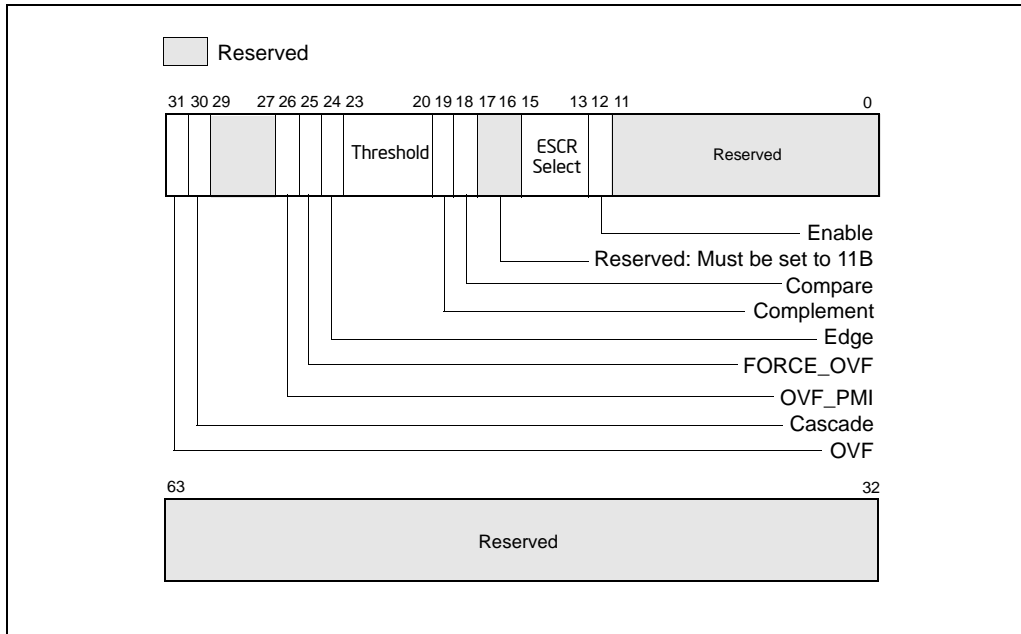 Reserved
31 30 29 27 26 25 24 23 20 19 18 17 16 15 13 12 11 0
Threshold
ESCR
Select
Reserved
Enable
Reserved: Must be set to 11B
Compare
Complement
Edge
FORCE_OVF
OVF_PMI
Cascade
OVF
63 32
Reserved